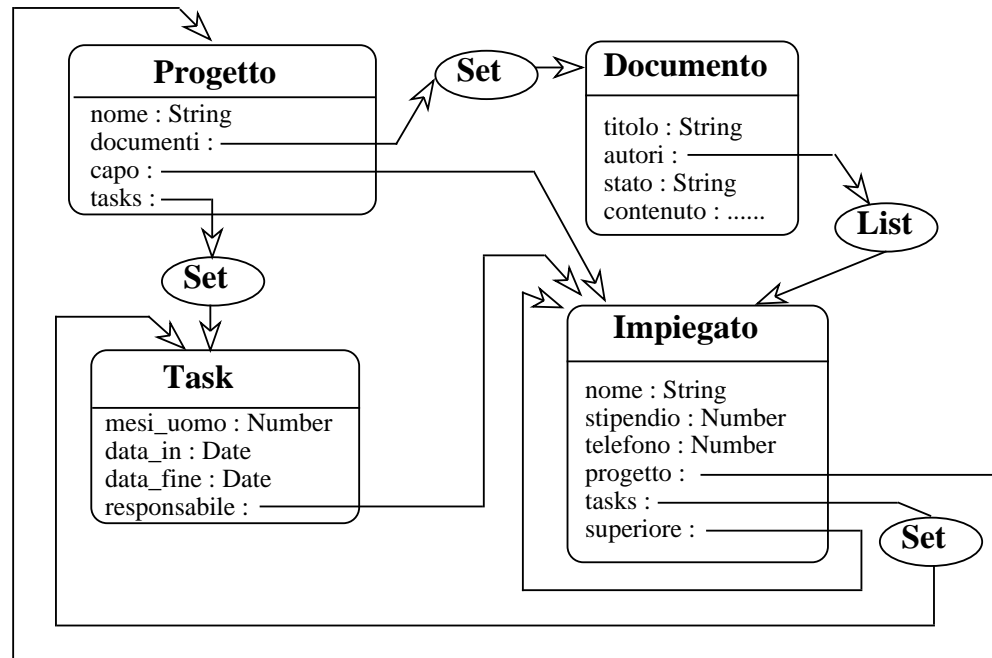 Progetto
nome : String
documenti :
capo :
tasks :
Set
Documento
titolo : String
autori :
stato : String
contenuto : ......
List
Set
Task
mesi_uomo : Number
data_in : Date
data_fine : Date
responsabile :
Impiegato
nome : String
stipendio : Number
telefono : Number
progetto :
tasks :
superiore :
Set